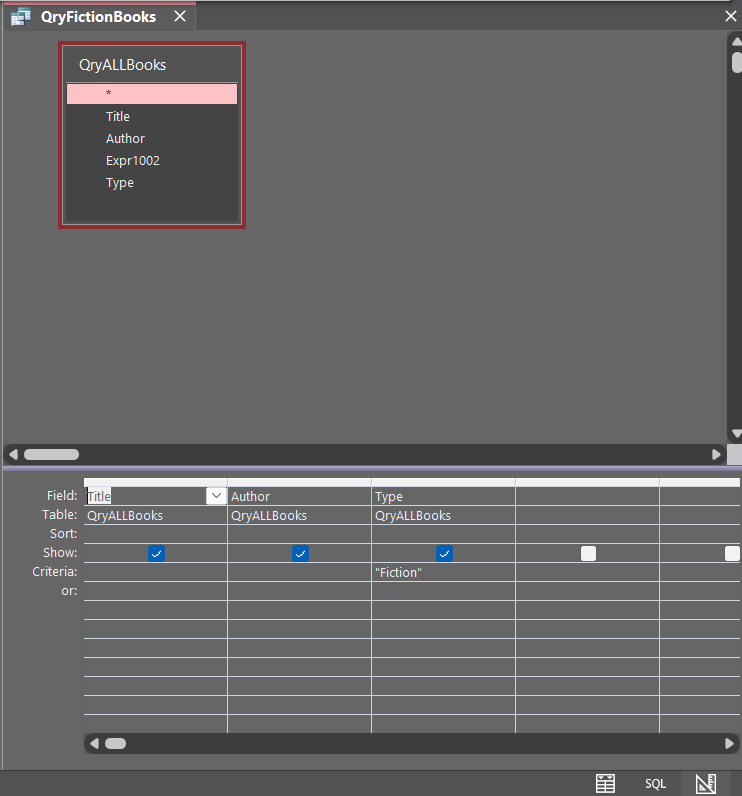 QryFictionBooks
QryALLBooks
*
Title
Author
Expr1002
Type
Field: Title Author Type
Table: QryALLBooks QryALLBooks QryALLBooks
Sort:
Show:
Criteria: "Fiction"
or:
SQL